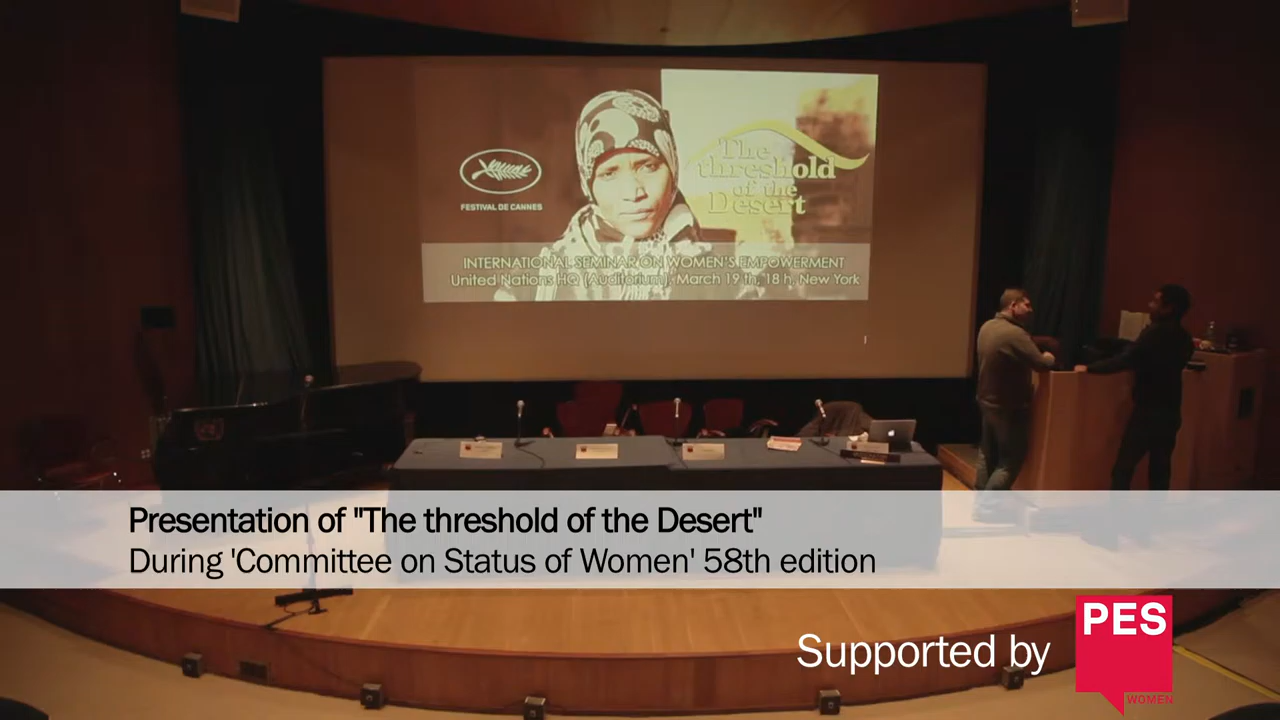 FESTIVAL DE CANNES
The
threshold
of the
Desert
INTERNATIONAL SEMINAR ON WOMEN'S EMPOWERMENT
United Nations HQ (Auditorium), March 19 th, 18 h, New York
Presentation of "The threshold of the Desert"
During 'Committee on Status of Women' 58th edition
Supported by
PES
WOMEN